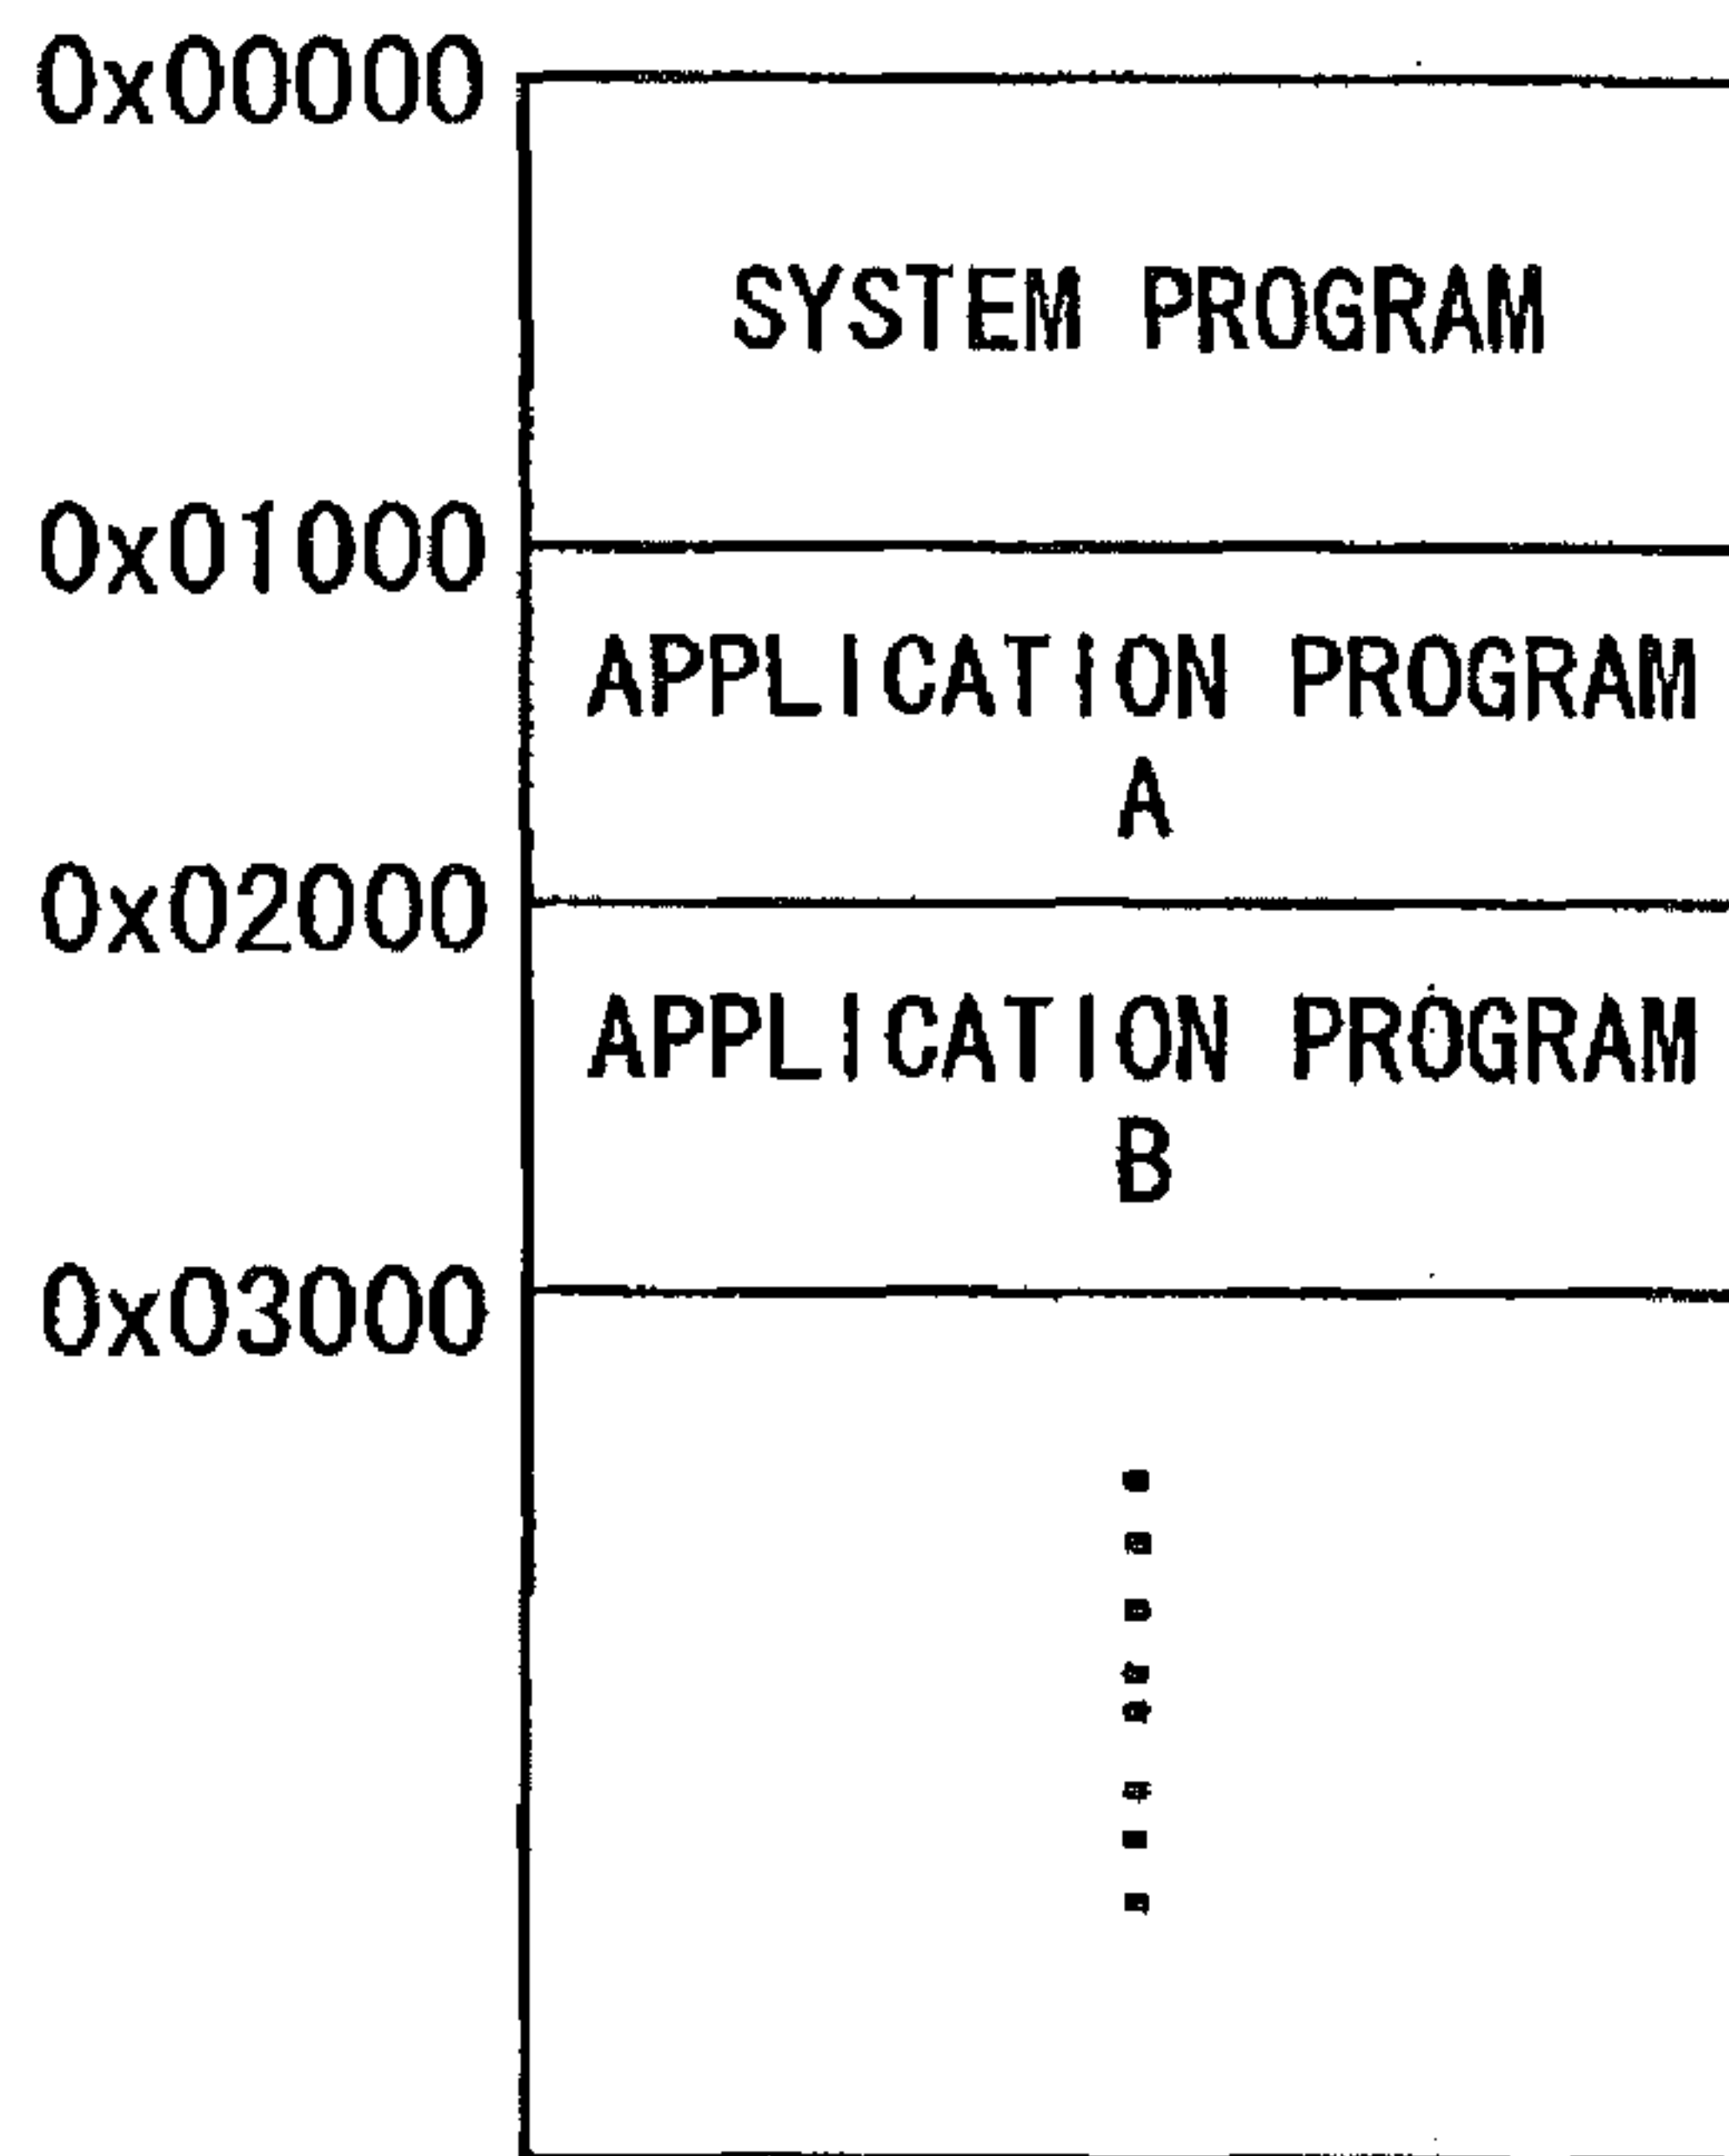 0x00000
SYSTEM PROGRAM
0x01000
APPLICATION PROGRAM
A
0x02000
APPLICATION PROGRAM
B
0x03000